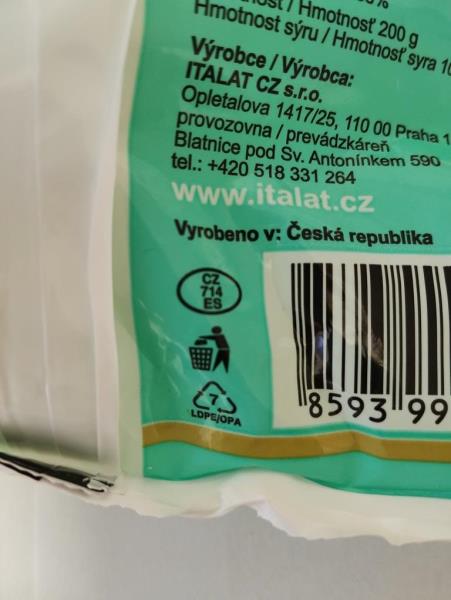 / Hmotnosť 200 g
Hmotnost sýru / Hmotnosť syra
Výrobce / Výrobca:
ITALAT CZ s.r.o.
Opletalova 1417/25, 110 00 Praha 1
provozovna / prevádzkáreň
Blatnice pod Sv. Antonínkem 590
tel.: +420 518 331 264
www.italat.cz
Vyrobeno v: Česká republika
CZ
714
ES
7
LDPE/OPA
8593 99